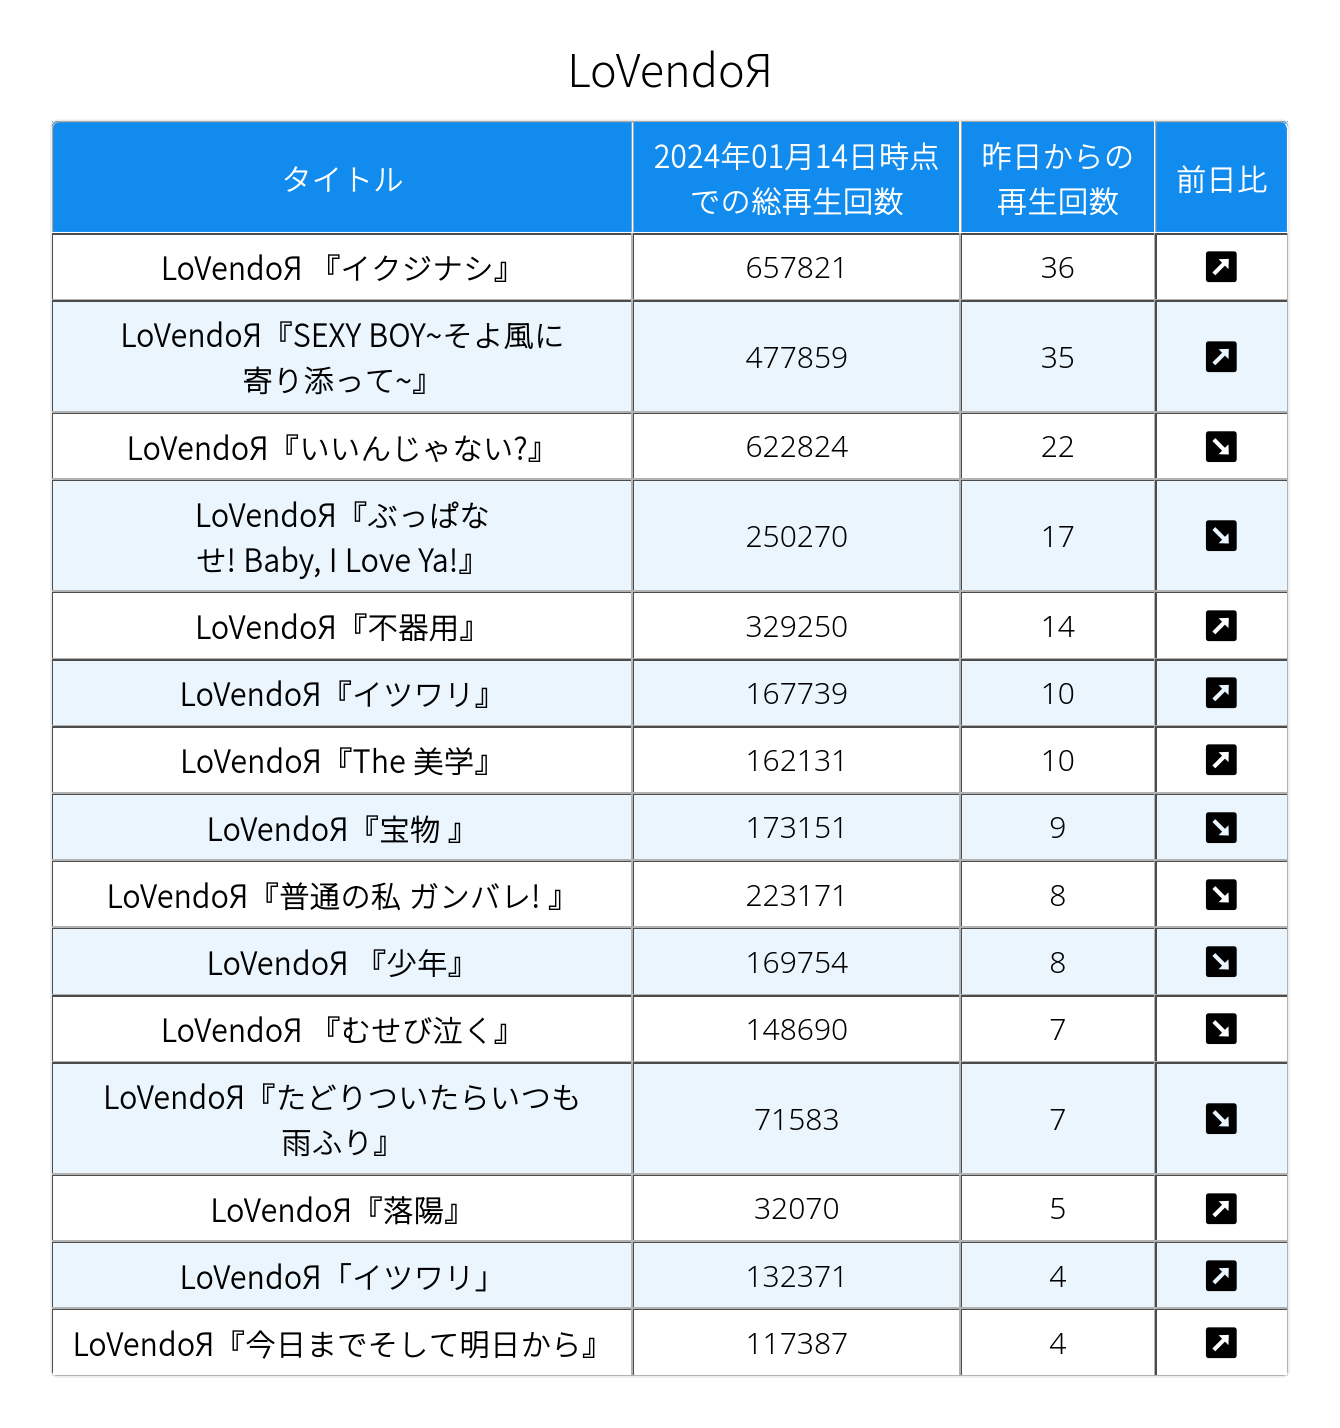 LoVendoЯ
タイトル
2024年01月14日時点
での総再生回数
昨日からの
再生回数
前日比
LoVendoЯ 『イクジナシ』
657821
36
LoVendoЯ『SEXY BOY~そよ風に
寄り添って~』
477859
35
LoVendoЯ『いいんじゃない?』
622824
22
LoVendoЯ『ぶっぱな
せ! Baby, I Love Ya!』
250270
17
LoVendoЯ『不器用』
329250
14
LoVendoЯ『イツワリ』
167739
10
LoVendoЯ『The 美学』
162131
10
LoVendoЯ『宝物 』
173151
9
LoVendoЯ『普通の私 ガンバレ! 』
223171
8
LoVendoЯ 『少年』
169754
8
LoVendoЯ 『むせび泣く』
148690
7
LoVendoЯ『たどりついたらいつも
雨ふり』
71583
7
LoVendoЯ『落陽』
32070
5
LoVendoЯ「イツワリ」
132371
4
LoVendoЯ『今日までそして明日から』
117387
4